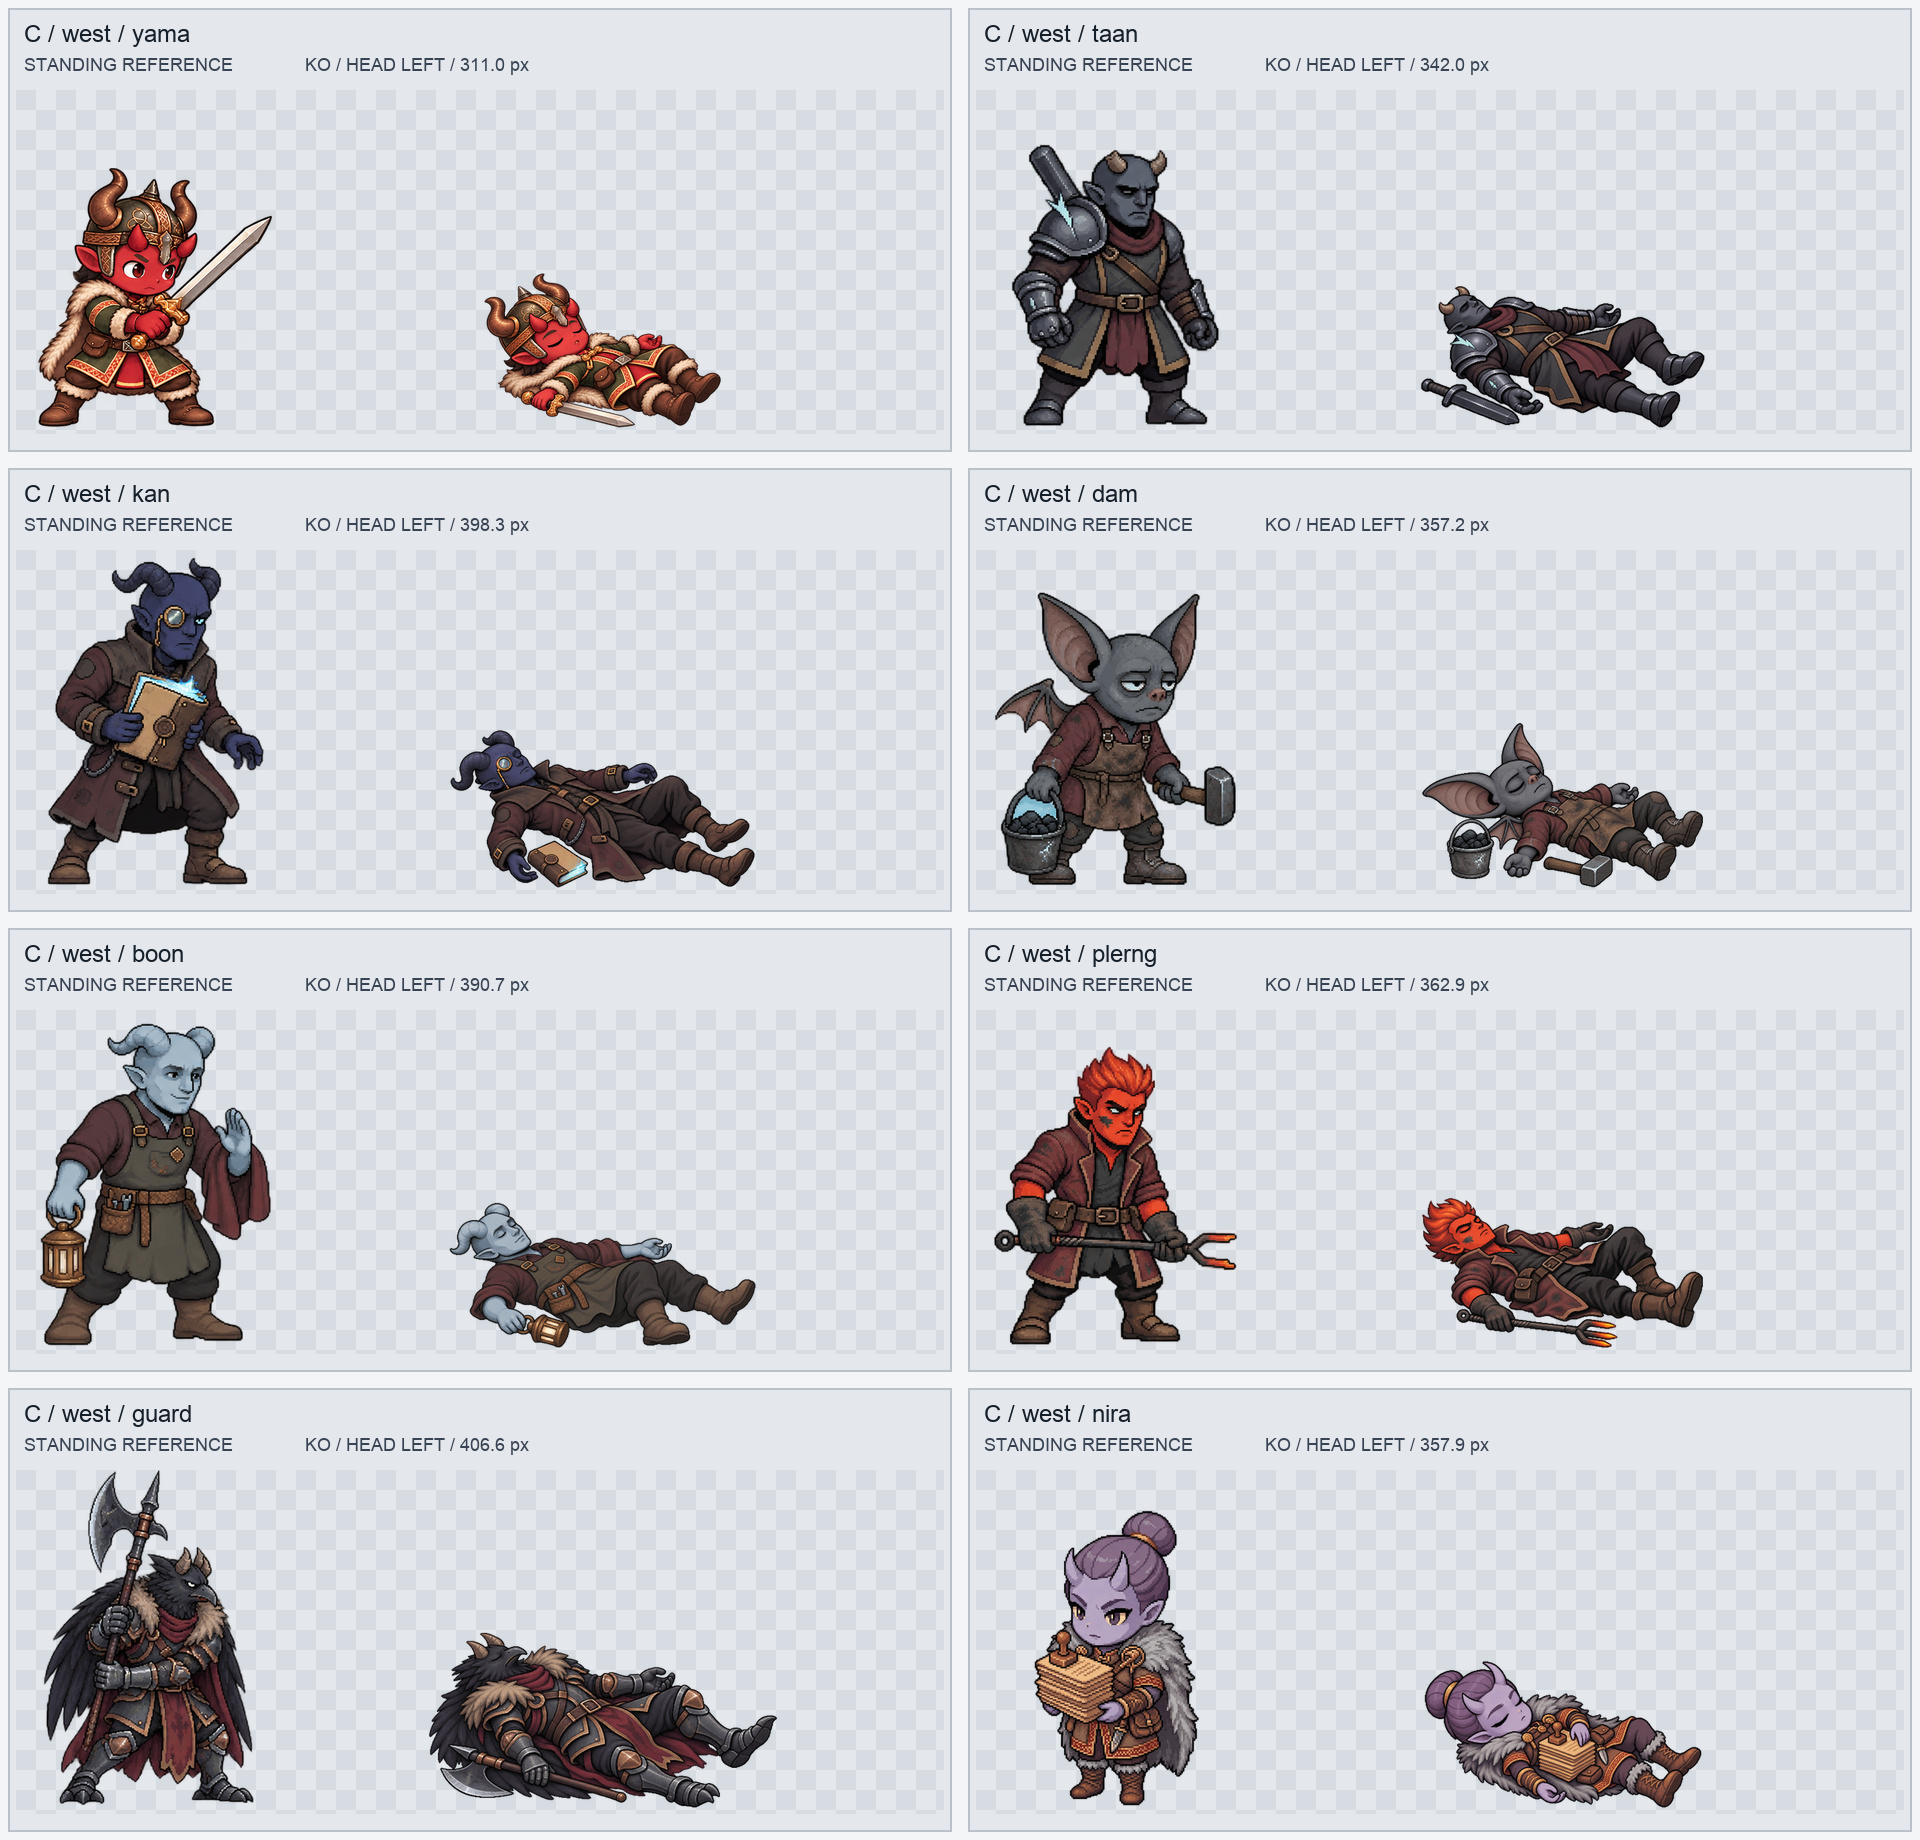 C / west / yama
STANDING REFERENCE KO / HEAD LEFT / 311.0 px
C / west / taan
STANDING REFERENCE KO / HEAD LEFT / 342.0 px
C / west / kan
STANDING REFERENCE KO / HEAD LEFT / 398.3 px
C / west / dam
STANDING REFERENCE KO / HEAD LEFT / 357.2 px
C / west / boon
STANDING REFERENCE KO / HEAD LEFT / 390.7 px
C / west / plerng
STANDING REFERENCE KO / HEAD LEFT / 362.9 px
C / west / guard
STANDING REFERENCE KO / HEAD LEFT / 406.6 px
C / west / nira
STANDING REFERENCE KO / HEAD LEFT / 357.9 px